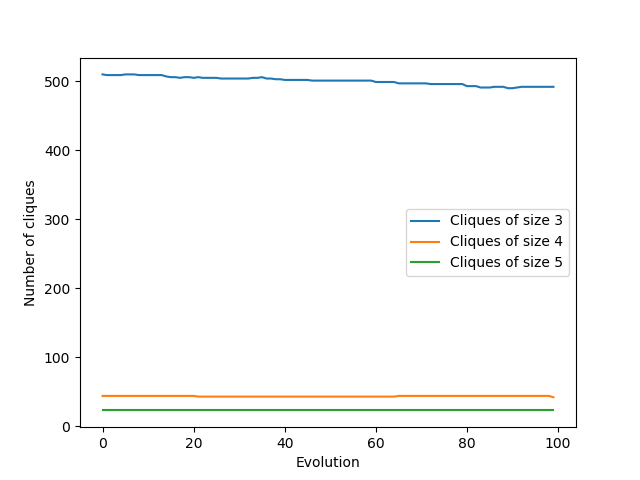 500
400
300
200
100
0
Number of cliques
Cliques of size 3
Cliques of size 4
Cliques of size 5
0 20 40 60 80 100
Evolution